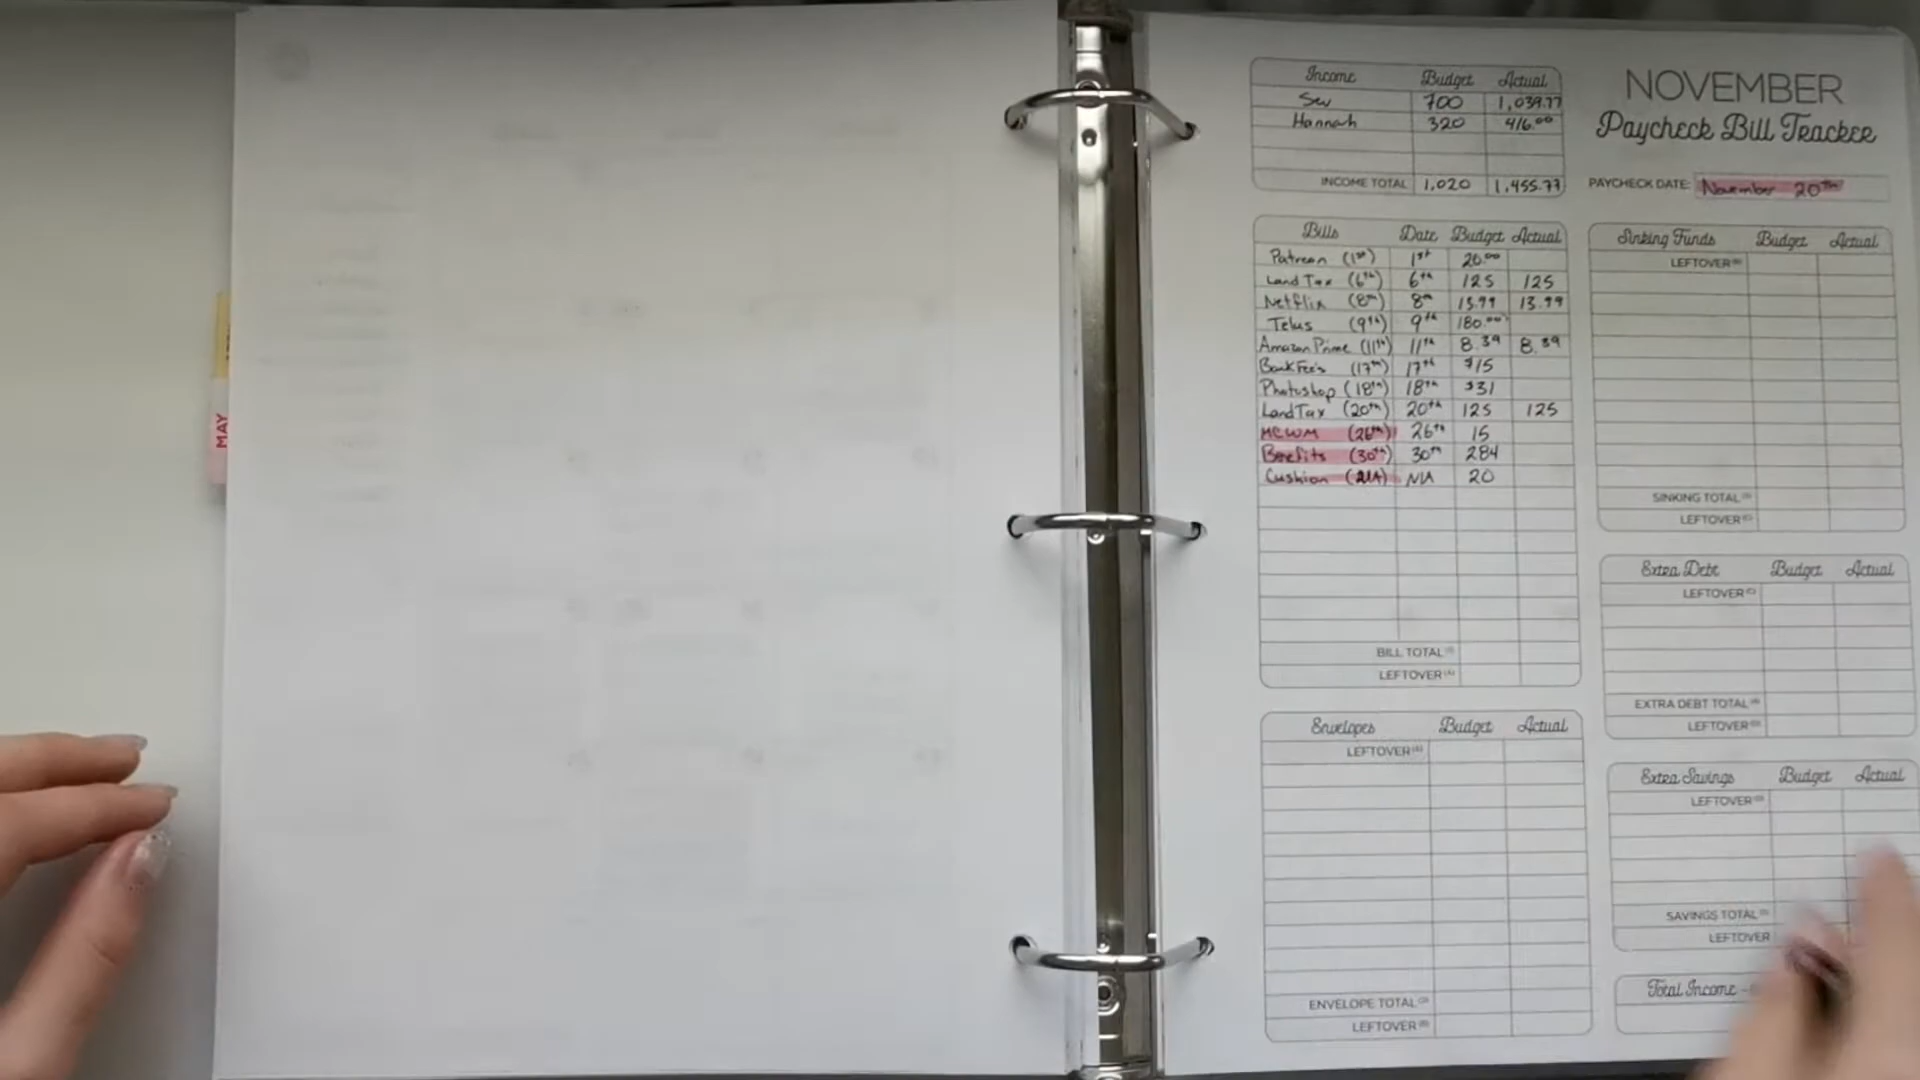 MAY
Income Budget Actual
Sev 700 1,039.77
Hannah 320 416.00
INCOME TOTAL 1,020 1,455.77
NOVEMBER
Paycheck Bill Tracker
PAYCHECK DATE: November 20th
Bills Date Budget Actual
Patreon (1st) 1st 20.00
Land Tax (6th) 6th 125 125
Netflix (8th) 8th 13.99 13.99
Telus (9th) 9th 180.00
Amazon Prime (11th) 11th 8.39 8.39
Bank Fee's (17th) 17th $15
Photoshop (18th) 18th $31
Land Tax (20th) 20th 125 125
MCWM (26th) 26th 15
Benefits (30th) 30th 284
Cushion NA 20
BILL TOTAL
LEFTOVER (A)
Sinking Funds Budget Actual
LEFTOVER
SINKING TOTAL
LEFTOVER (C)
Extra Debt Budget Actual
LEFTOVER (C)
EXTRA DEBT TOTAL
LEFTOVER (D)
Envelopes Budget Actual
LEFTOVER (A)
ENVELOPE TOTAL
LEFTOVER
Extra Savings Budget Actual
LEFTOVER (D)
SAVINGS TOTAL
LEFTOVER
Total Income -